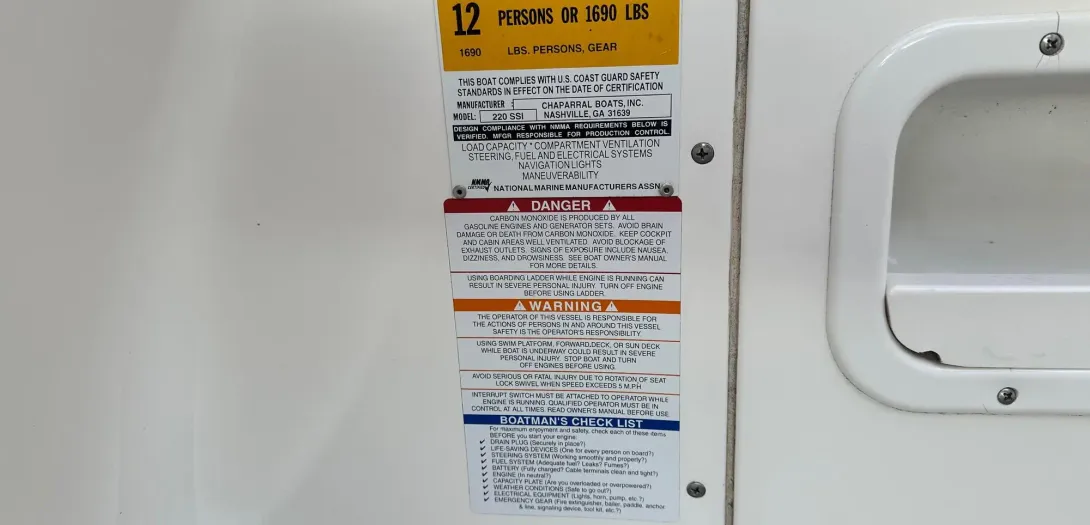 12 PERSONS OR 1690 LBS
1690 LBS. PERSONS, GEAR
THIS BOAT COMPLIES WITH U.S. COAST GUARD SAFETY
STANDARDS IN EFFECT ON THE DATE OF CERTIFICATION
MANUFACTURER : CHAPARRAL BOATS, INC.
MODEL: 220 SSI NASHVILLE, GA 31639
DESIGN COMPLIANCE WITH NMMA REQUIREMENTS BELOW IS
VERIFIED. MFGR RESPONSIBLE FOR PRODUCTION CONTROL.
LOAD CAPACITY * COMPARTMENT VENTILATION
STEERING, FUEL AND ELECTRICAL SYSTEMS
NAVIGATION LIGHTS
MANEUVERABILITY
NMMA CERTIFIED NATIONAL MARINE MANUFACTURERS ASSN.
DANGER
CARBON MONOXIDE IS PRODUCED BY ALL
GASOLINE ENGINES AND GENERATOR SETS. AVOID BRAIN
DAMAGE OR DEATH FROM CARBON MONOXIDE. KEEP COCKPIT
AND CABIN AREAS WELL VENTILATED. AVOID BLOCKAGE OF
EXHAUST OUTLETS. SIGNS OF EXPOSURE INCLUDE NAUSEA,
DIZZINESS, AND DROWSINESS. SEE BOAT OWNER'S MANUAL
FOR MORE DETAILS.
USING BOARDING LADDER WHILE ENGINE IS RUNNING CAN
RESULT IN SEVERE PERSONAL INJURY. TURN OFF ENGINE
BEFORE USING LADDER.
WARNING
THE OPERATOR OF THIS VESSEL IS RESPONSIBLE FOR
THE ACTIONS OF PERSONS IN AND AROUND THIS VESSEL
SAFETY IS THE OPERATOR'S RESPONSIBILITY
USING SWIM PLATFORM, FORWARD DECK, OR SUN DECK
WHILE BOAT IS UNDERWAY COULD RESULT IN SEVERE
PERSONAL INJURY. STOP BOAT AND TURN
OFF ENGINES BEFORE USING.
AVOID SERIOUS OR FATAL INJURY DUE TO ROTATION OF SEAT
LOCK SWIVEL WHEN SPEED EXCEEDS 5 M.P.H
INTERRUPT SWITCH MUST BE ATTACHED TO OPERATOR WHILE
ENGINE IS RUNNING. QUALIFIED OPERATOR MUST BE IN
CONTROL AT ALL TIMES. READ OWNER'S MANUAL BEFORE USE
BOATMAN'S CHECK LIST
For maximum enjoyment and safety, check each of these items
BEFORE you start your engine:
✔ DRAIN PLUG (Securely in place?)
✔ LIFE-SAVING DEVICES (One for every person on board?)
✔ STEERING SYSTEM (Working smoothly and properly?)
✔ FUEL SYSTEM (Adequate fuel? Leaks? Fumes?)
✔ BATTERY (Fully charged? Cable terminals clean and tight?)
✔ ENGINE (In neutral?)
✔ CAPACITY PLATE (Are you overloaded or overpowered?)
✔ WEATHER CONDITIONS (Safe to go out?)
✔ ELECTRICAL EQUIPMENT (Lights, horn, pump, etc.?)
✔ EMERGENCY GEAR (Fire extinguisher, bailer, paddle, anchor
& line, signaling device, tool kit, etc.?)